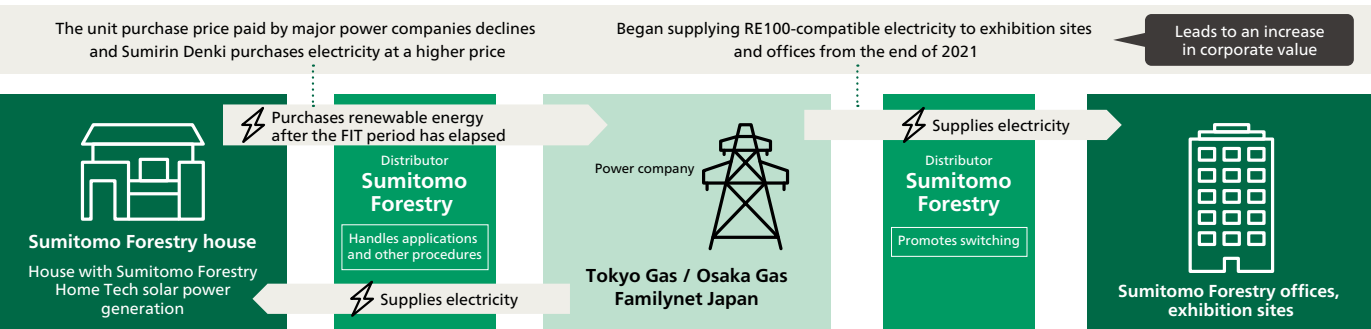 The unit purchase price paid by major power companies declines
and Sumirin Denki purchases electricity at a higher price
Began supplying RE100-compatible electricity to exhibition sites
and offices from the end of 2021
Leads to an increase
in corporate value
Purchases renewable energy
after the FIT period has elapsed
Supplies electricity
Sumitomo Forestry house
House with Sumitomo Forestry
Home Tech solar power
generation
Distributor
Sumitomo
Forestry
Handles applications
and other procedures
Supplies electricity
Power company
Tokyo Gas / Osaka Gas
Familynet Japan
Distributor
Sumitomo
Forestry
Promotes switching
Sumitomo Forestry offices,
exhibition sites